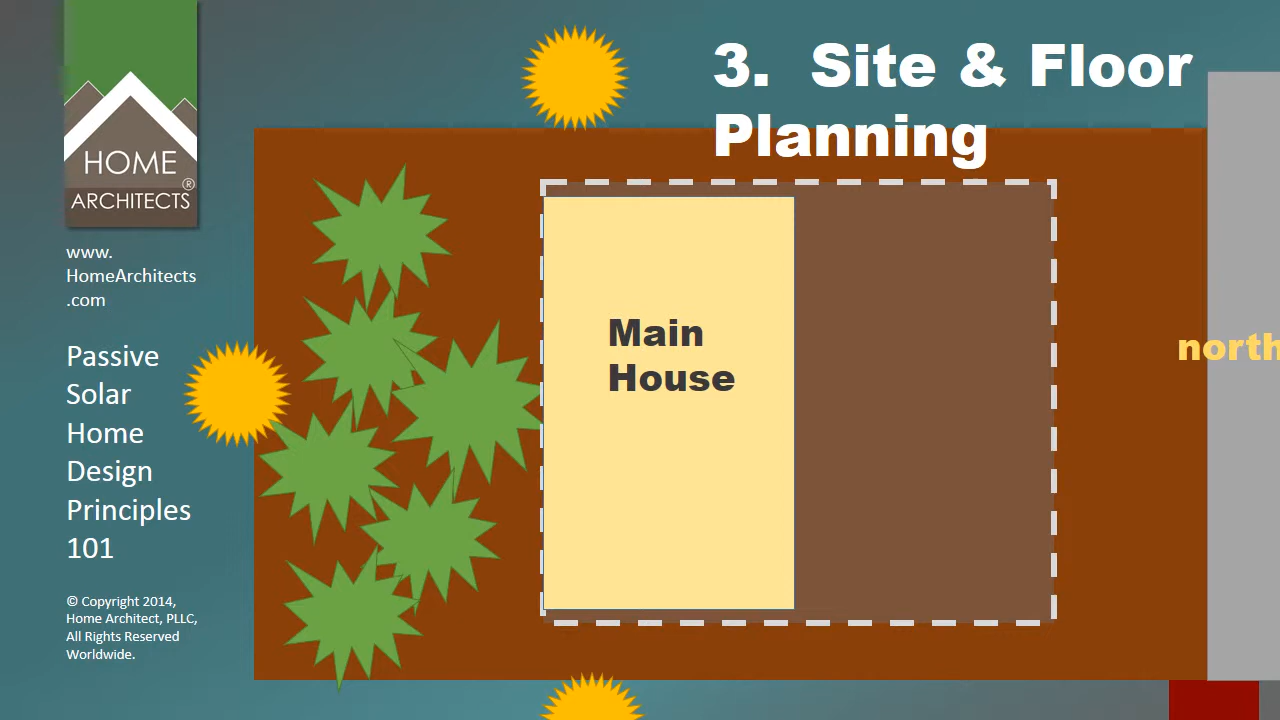 3. Site & Floor
Planning
HOME
®
ARCHITECTS
www.
HomeArchitects
.com
Passive
Solar
Home
Design
Principles
101
© Copyright 2014,
Home Architect, PLLC,
All Rights Reserved
Worldwide.
Main
House
north